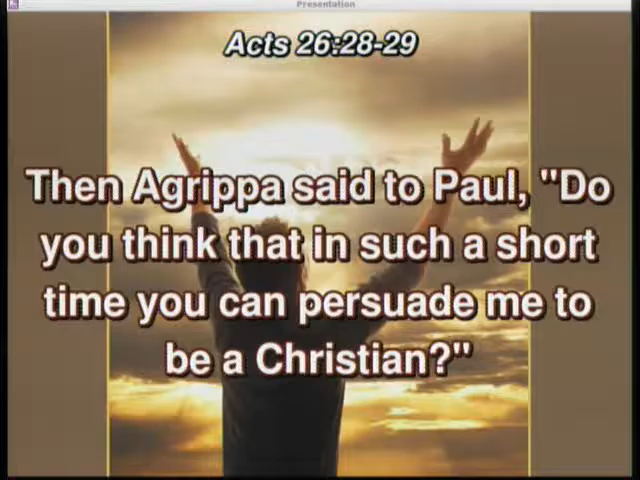 Presentation
Acts 26:28-29
Then Agrippa said to Paul, "Do
you think that in such a short
time you can persuade me to
be a Christian?"